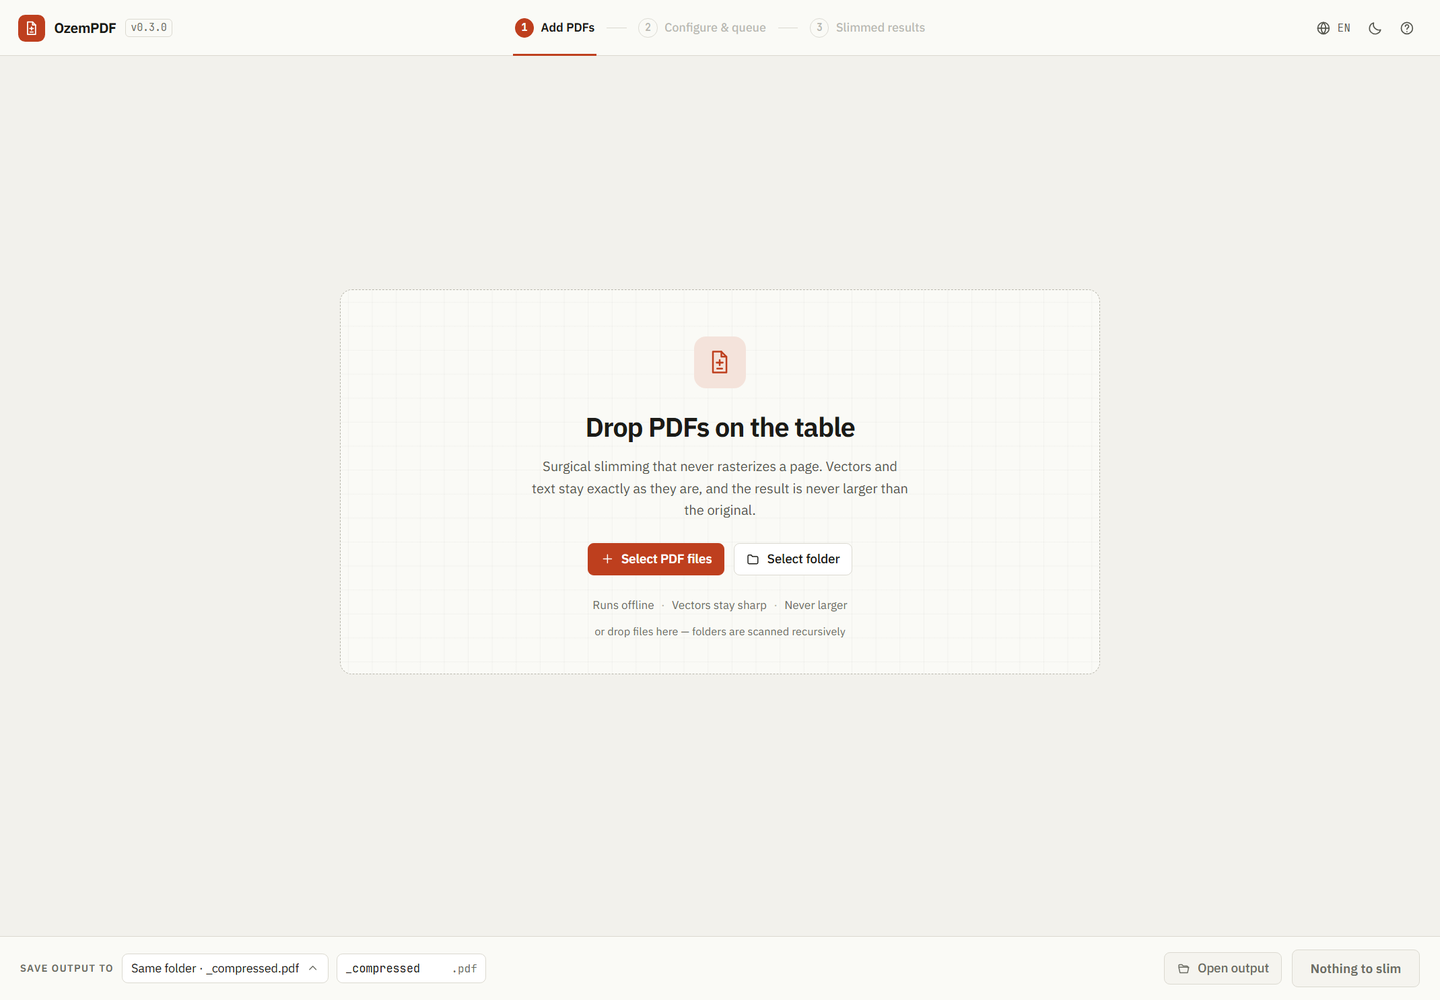 OzemPDF v0.3.0
1 Add PDFs
2 Configure & queue
3 Slimmed results
EN
Drop PDFs on the table
Surgical slimming that never rasterizes a page. Vectors and
text stay exactly as they are, and the result is never larger than
the original.
Select PDF files
Select folder
Runs offline · Vectors stay sharp · Never larger
or drop files here — folders are scanned recursively
SAVE OUTPUT TO
Same folder · _compressed.pdf
_compressed .pdf
Open output
Nothing to slim